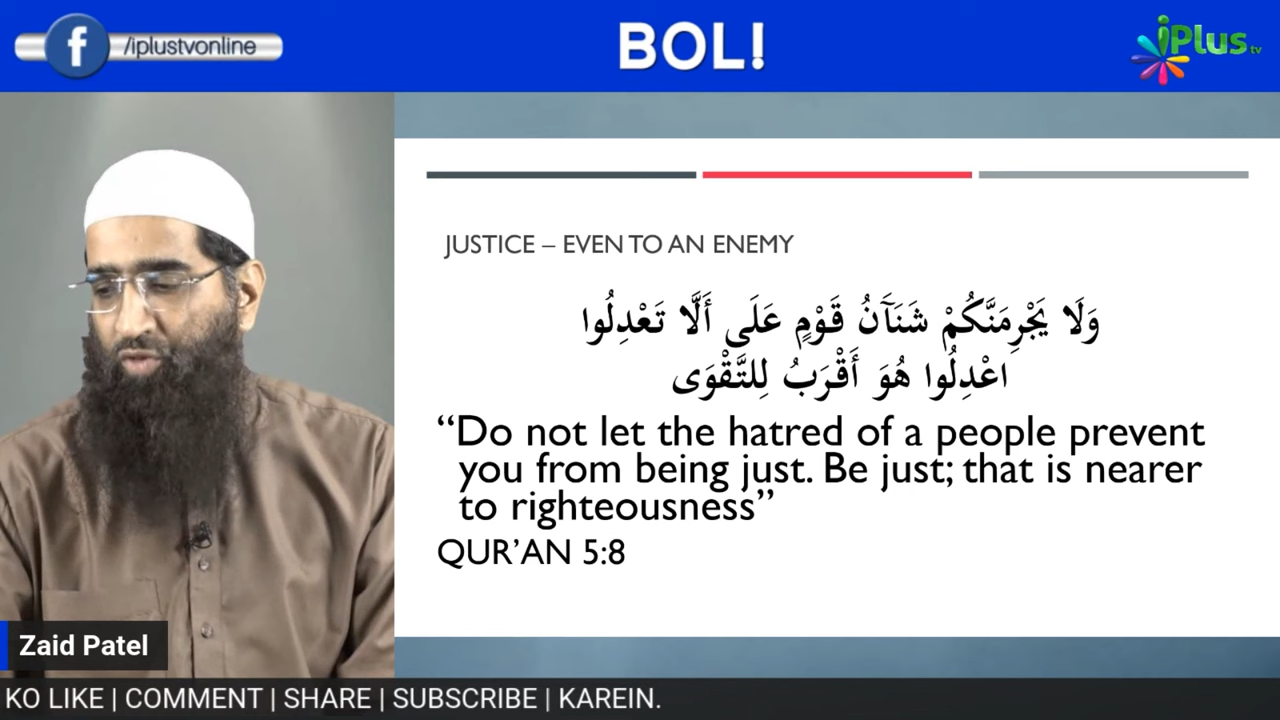 /iplustvonline
BOL!
iPlus tv
JUSTICE – EVEN TO AN ENEMY
وَلَا يَجْرِمَنَّكُمْ شَنَآنُ قَوْمٍ عَلَى أَلَّا تَعْدِلُوا
اعْدِلُوا هُوَ أَقْرَبُ لِلتَّقْوَى
“Do not let the hatred of a people prevent
you from being just. Be just; that is nearer
to righteousness”
QUR’AN 5:8
Zaid Patel
KO LIKE | COMMENT | SHARE | SUBSCRIBE | KAREIN.